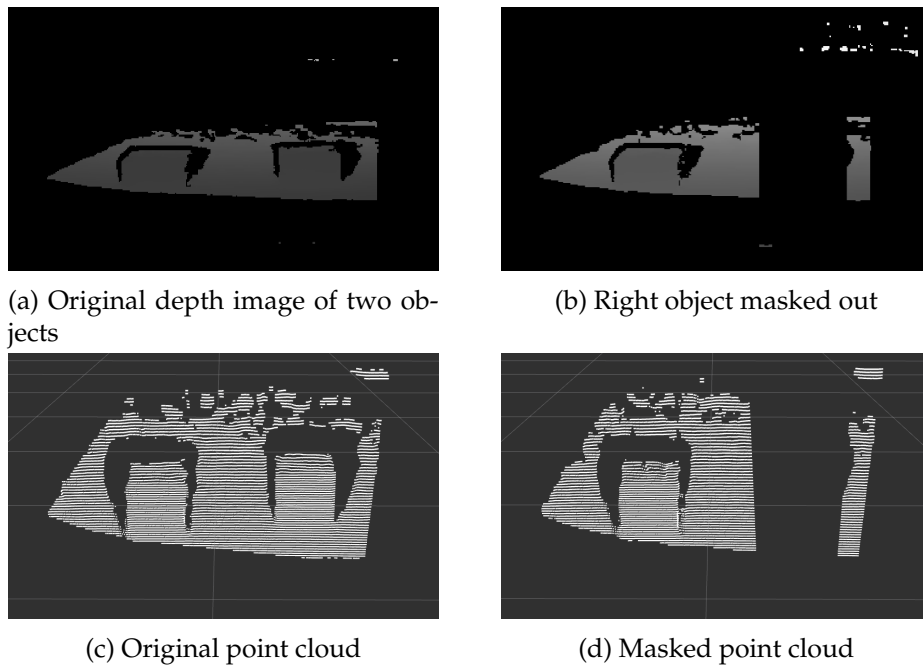 (a) Original depth image of two ob-
jects
(b) Right object masked out
(c) Original point cloud
(d) Masked point cloud